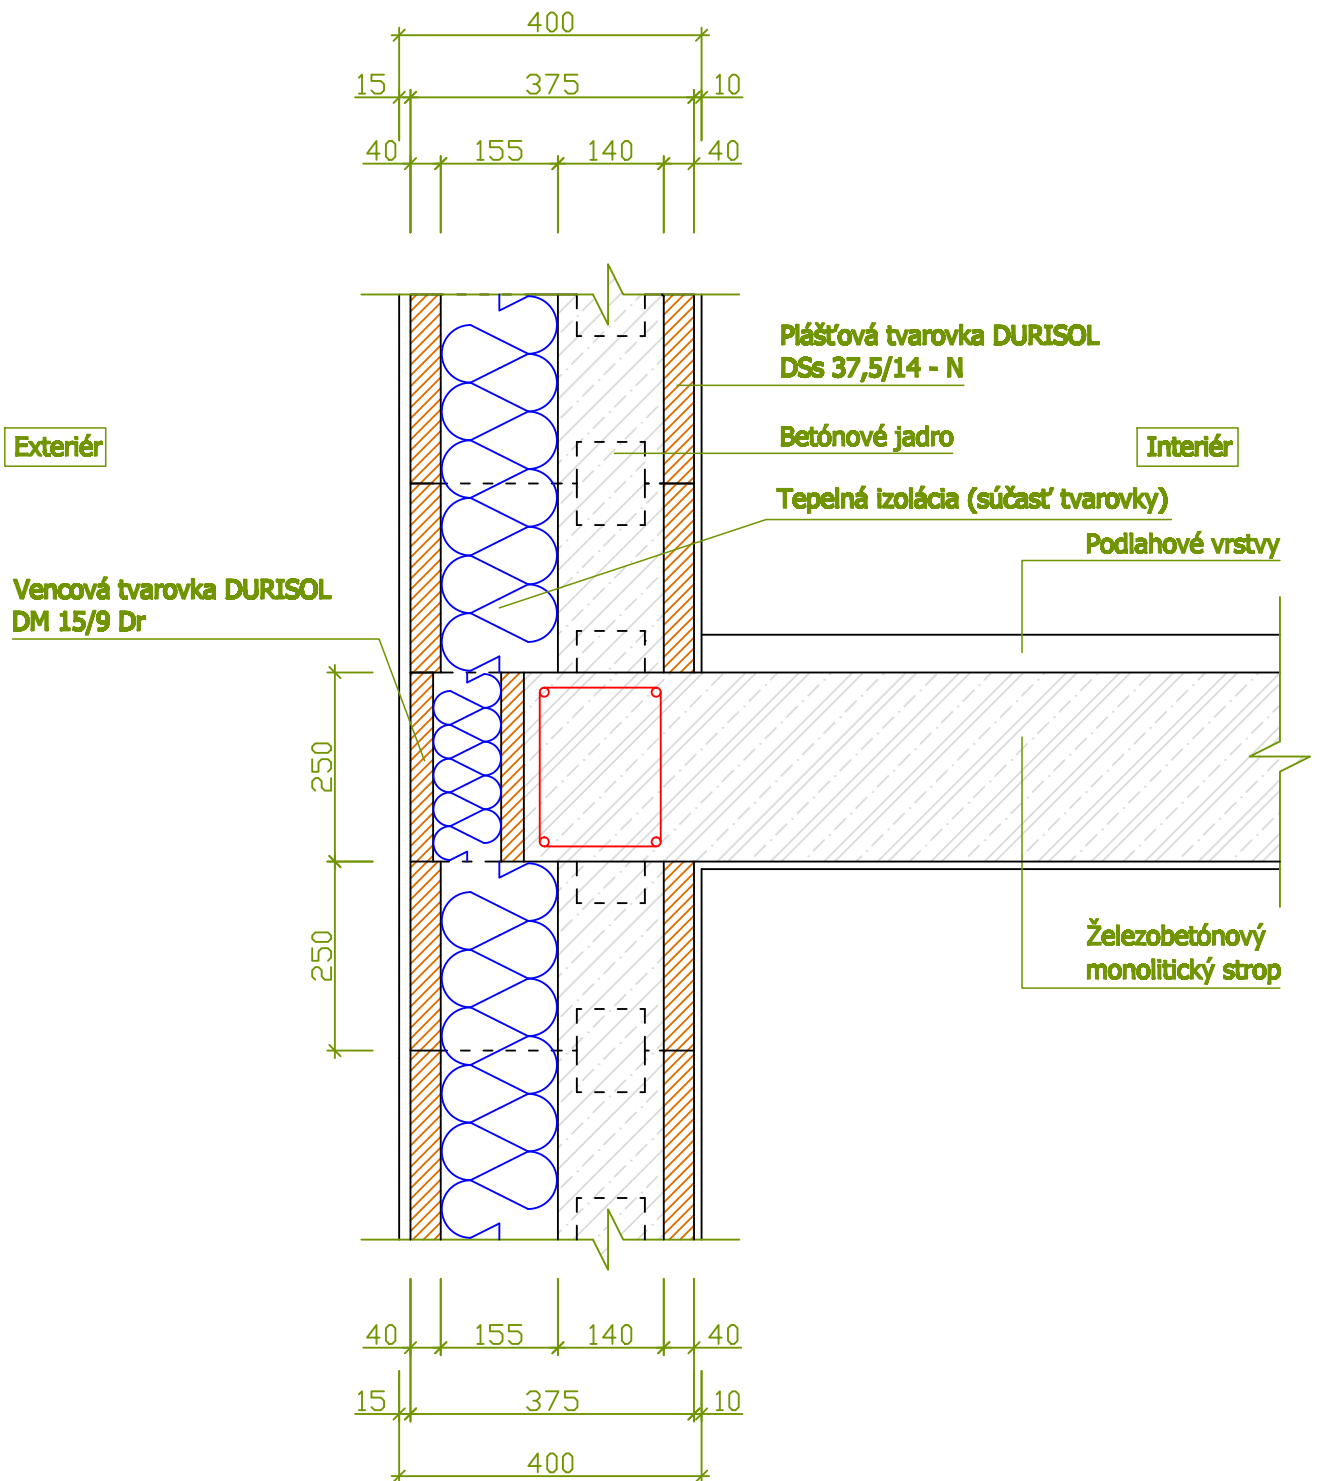 400
15 375 10
40 155 140 40
Plášťová tvarovka DURISOL
DSs 37,5/14 - N
Betónové jadro
Exteriér
Interiér
Tepelná izolácia (súčasť tvarovky)
Podlahové vrstvy
Vencová tvarovka DURISOL
DM 15/9 Dr
250
250
Železobetónový
monolitický strop
40 155 140 40
15 375 10
400